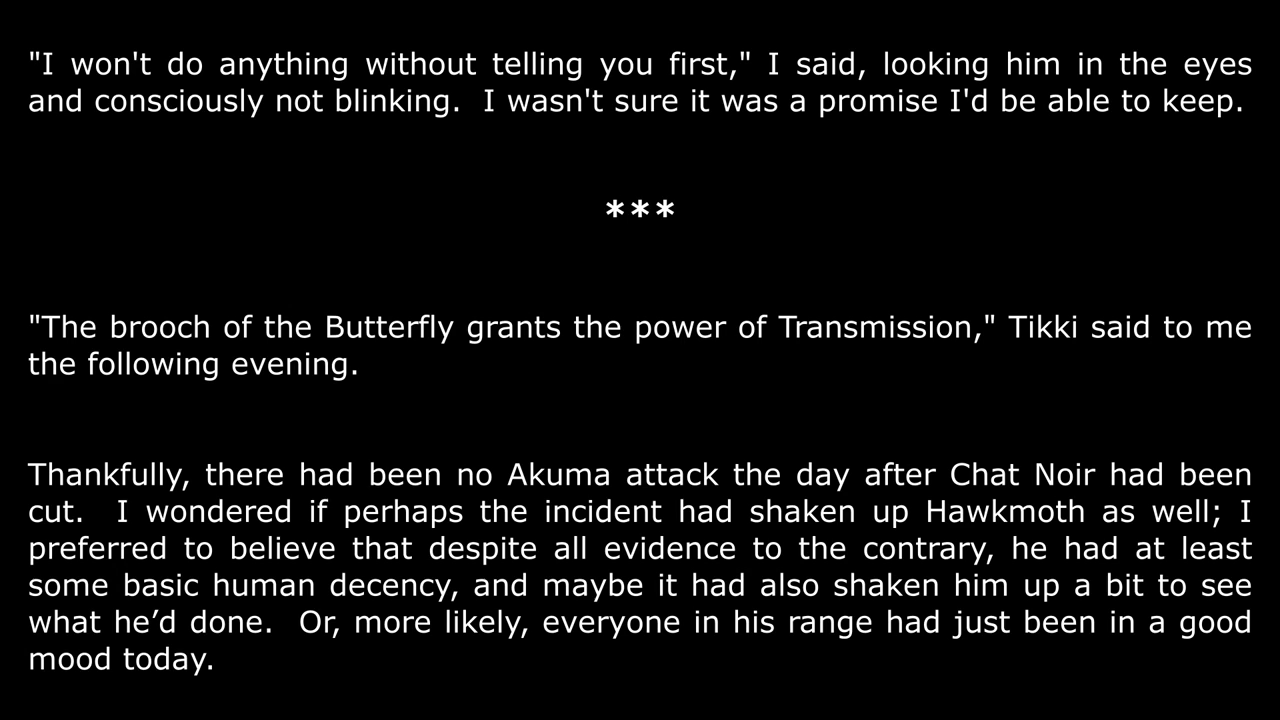 "I won't do anything without telling you first," I said, looking him in the eyes
and consciously not blinking.  I wasn't sure it was a promise I'd be able to keep.
***
"The brooch of the Butterfly grants the power of Transmission," Tikki said to me
the following evening.
Thankfully, there had been no Akuma attack the day after Chat Noir had been
cut.  I wondered if perhaps the incident had shaken up Hawkmoth as well; I
preferred to believe that despite all evidence to the contrary, he had at least
some basic human decency, and maybe it had also shaken him up a bit to see
what he’d done.  Or, more likely, everyone in his range had just been in a good
mood today.